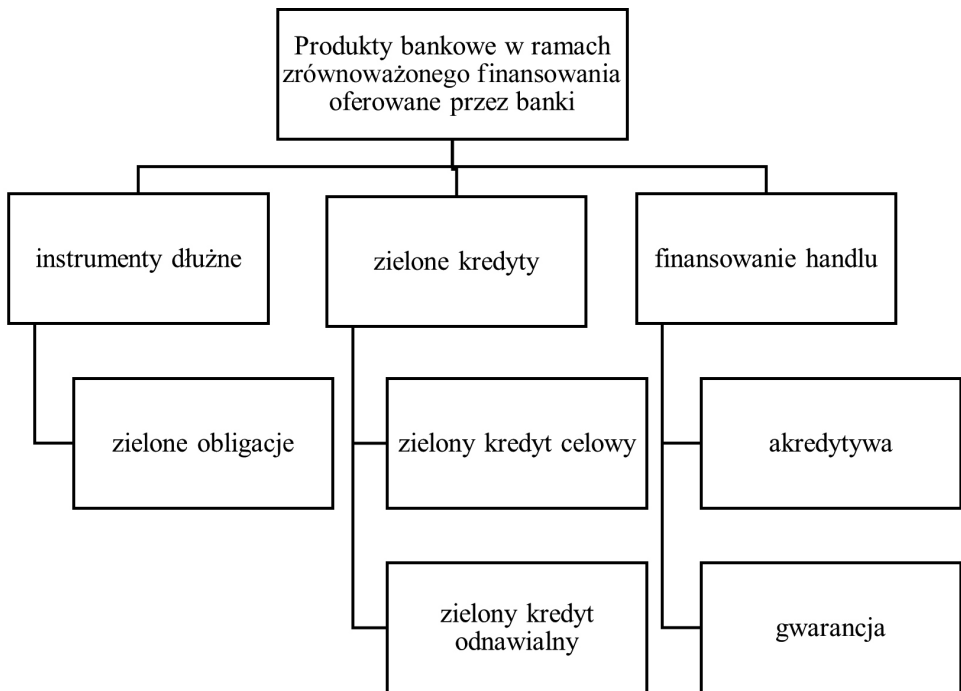 Produkty bankowe w ramach
zrównoważonego finansowania
oferowane przez banki
instrumenty dłużne
zielone kredyty
finansowanie handlu
zielone obligacje
zielony kredyt celowy
akredytywa
zielony kredyt
odnawialny
gwarancja